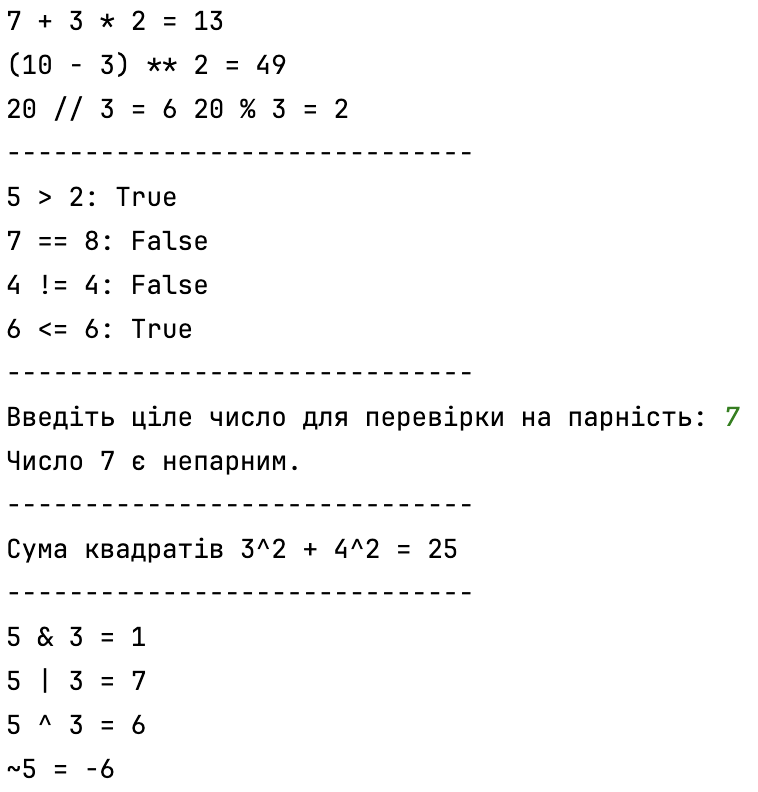 7 + 3 * 2 = 13
(10 - 3) ** 2 = 49
20 // 3 = 6 20 % 3 = 2
------------------------------
5 > 2: True
7 == 8: False
4 != 4: False
6 <= 6: True
------------------------------
Введіть ціле число для перевірки на парність: 7
Число 7 є непарним.
------------------------------
Сума квадратів 3^2 + 4^2 = 25
------------------------------
5 & 3 = 1
5 | 3 = 7
5 ^ 3 = 6
~5 = -6